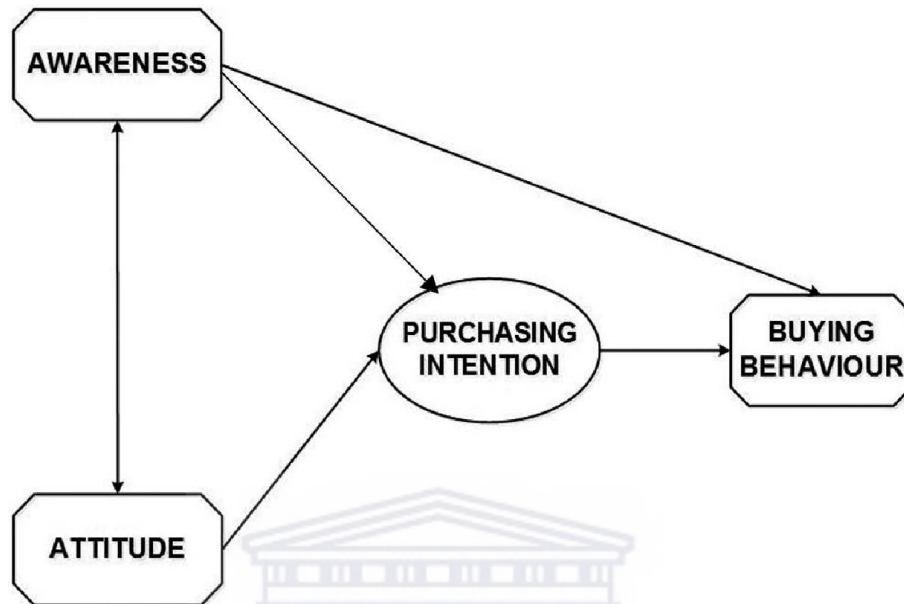 AWARENESS
PURCHASING
INTENTION
BUYING
BEHAVIOUR
ATTITUDE